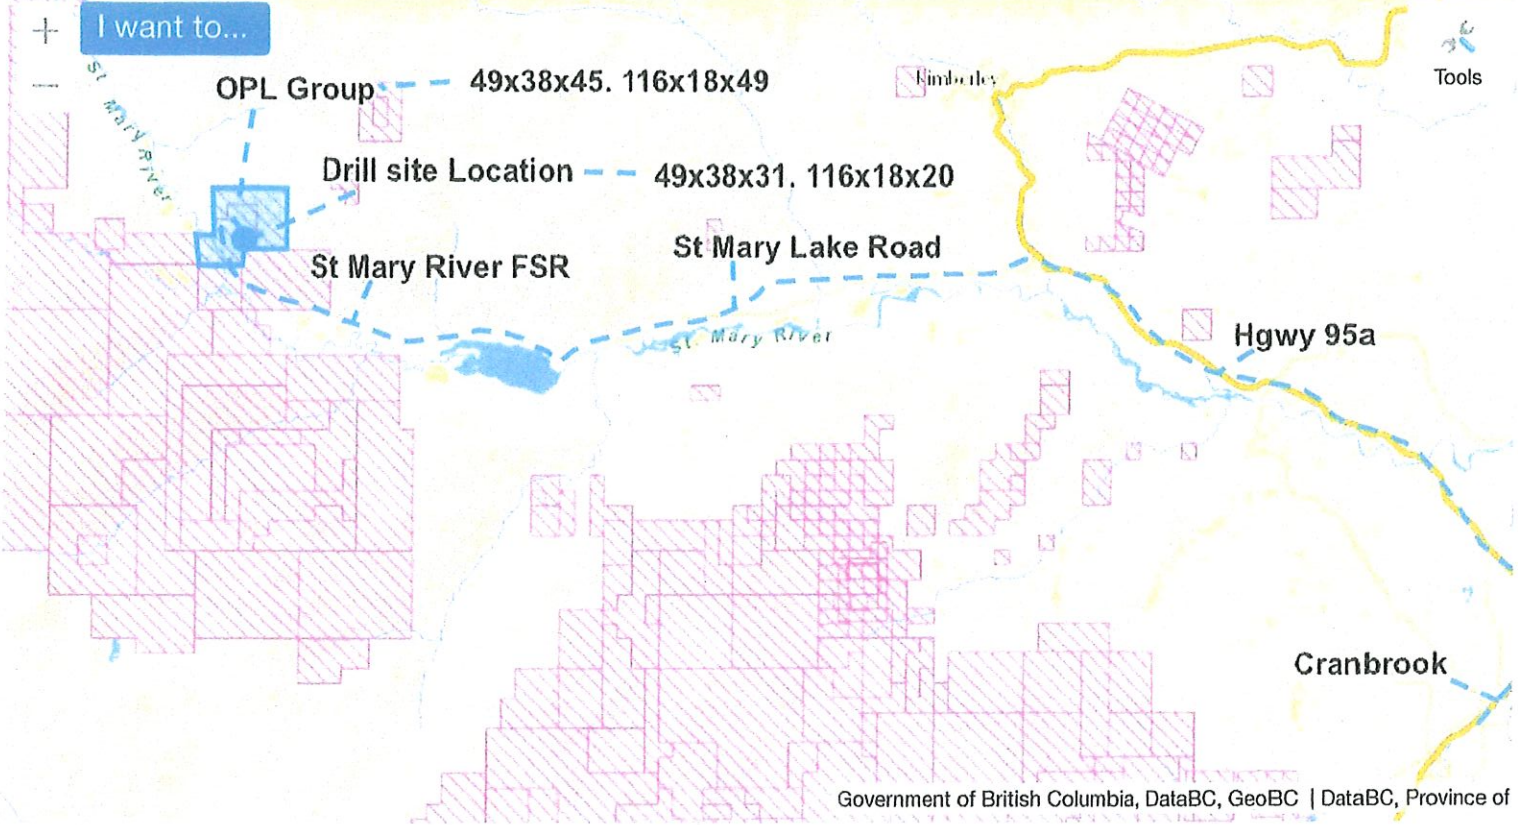 +
I want to...
−
St Mary River
OPL Group
49x38x45. 116x18x49
Kimberley
Tools
Drill site Location
49x38x31. 116x18x20
St Mary River FSR
St Mary Lake Road
St. Mary River
Hgwy 95a
Cranbrook
Government of British Columbia, DataBC, GeoBC | DataBC, Province of